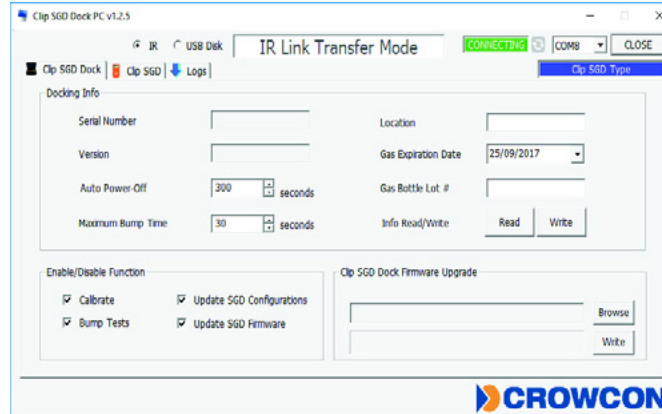 Clip SGD Dock PC v1.2.5
IR USB Disk IR Link Transfer Mode CONNECTING COM8 CLOSE
Clip SGD Dock Clip SGD Logs Clip SGD Type
Docking Info
Serial Number Location
Version Gas Expiration Date 25/09/2017
Auto Power-Off 300 seconds Gas Bottle Lot #
Maximum Bump Time 30 seconds Info Read/Write Read Write
Enable/Disable Function Clip SGD Dock Firmware Upgrade
Calibrate Update SGD Configurations
Browse
Bump Tests Update SGD Firmware
Write
CROWCON